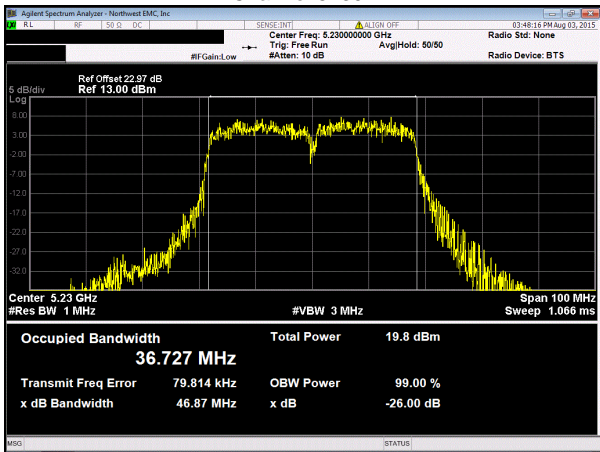 Agilent Spectrum Analyzer - Northwest EMC, Inc
RL RF 50 Ω DC SENSE:INT ALIGN OFF 03:48:16 PM Aug 03, 2015
Center Freq: 5.230000000 GHz Radio Std: None
Trig: Free Run Avg|Hold: 50/50
#IFGain:Low #Atten: 10 dB Radio Device: BTS
Ref Offset 22.97 dB
5 dB/div Ref 13.00 dBm
Log
8.00
3.00
-2.00
-7.00
-12.0
-17.0
-22.0
-27.0
-32.0
Center 5.23 GHz Span 100 MHz
#Res BW 1 MHz #VBW 3 MHz Sweep 1.066 ms
Occupied Bandwidth Total Power 19.8 dBm
36.727 MHz
Transmit Freq Error 79.814 kHz OBW Power 99.00 %
x dB Bandwidth 46.87 MHz x dB -26.00 dB
MSG STATUS